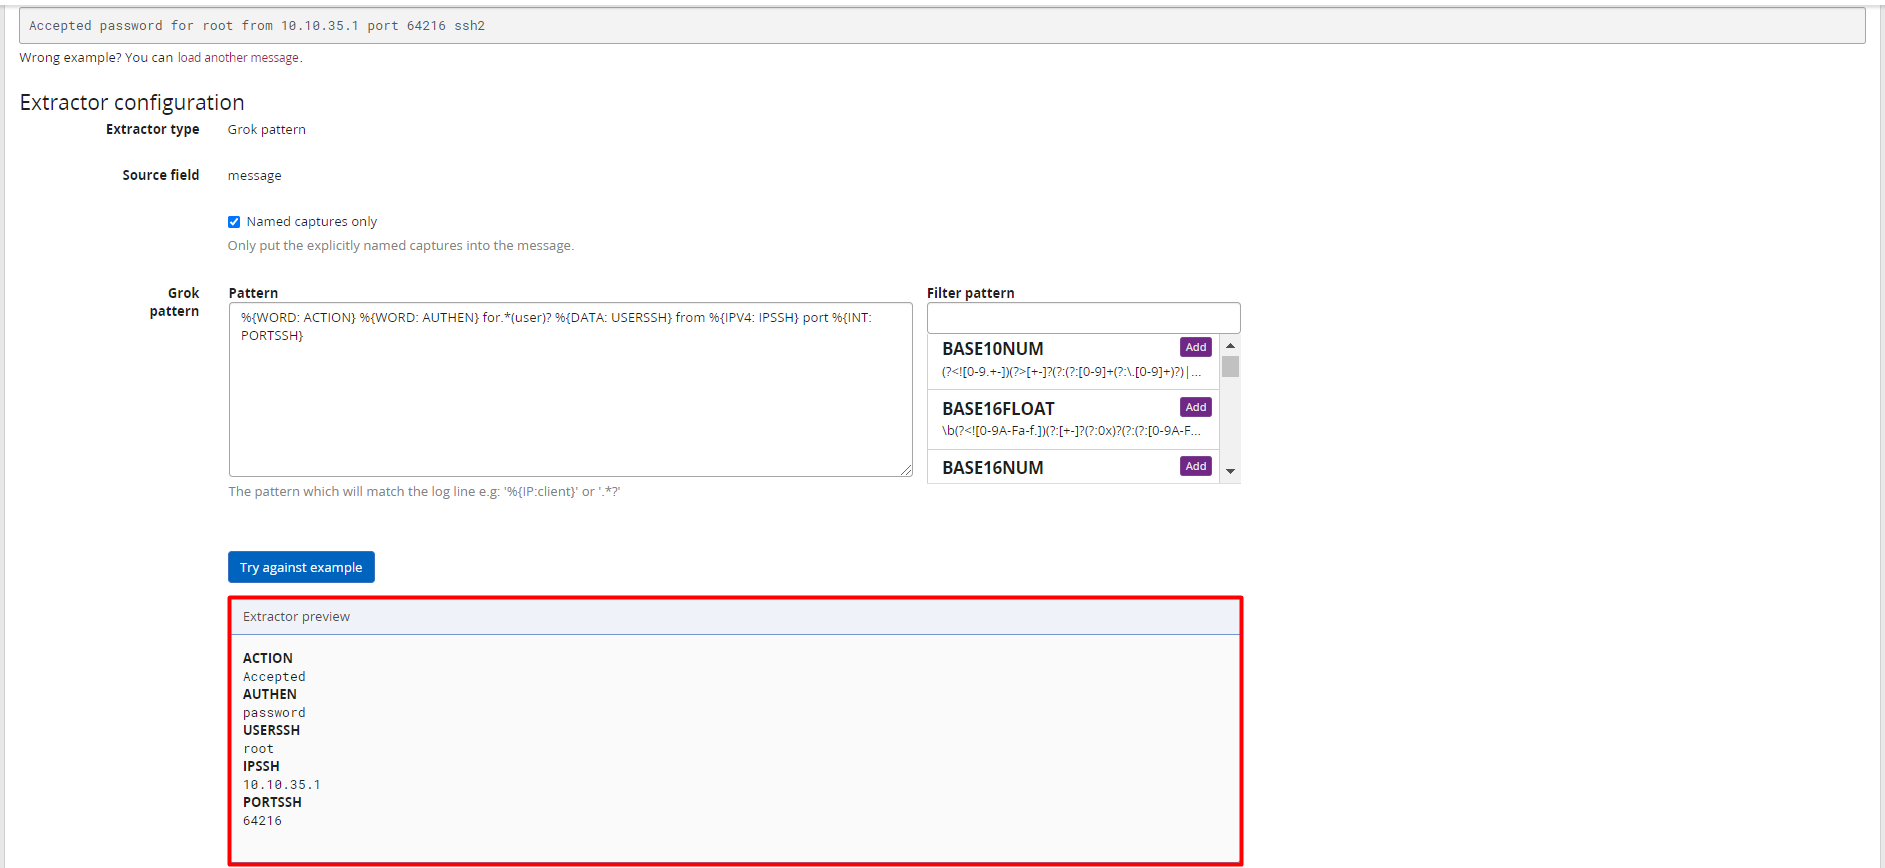 Accepted password for root from 10.10.35.1 port 64216 ssh2
Wrong example? You can load another message.
Extractor configuration
Extractor type Grok pattern
Source field message
Named captures only
Only put the explicitly named captures into the message.
Grok pattern
Pattern
%{WORD: ACTION} %{WORD: AUTHEN} for.*(user)? %{DATA: USERSSH} from %{IPV4: IPSSH} port %{INT:
PORTSSH}
The pattern which will match the log line e.g: '%{IP:client}' or '.*?'
Filter pattern
BASE10NUM Add
(?<![0-9.+-])(?>[+-]?(?:(?:[0-9]+(?:\.[0-9]+)?)|...
BASE16FLOAT Add
\b(?<![0-9A-Fa-f.])(?:[+-]?(?:0x)?(?:(?:[0-9A-F...
BASE16NUM Add
Try against example
Extractor preview
ACTION
Accepted
AUTHEN
password
USERSSH
root
IPSSH
10.10.35.1
PORTSSH
64216